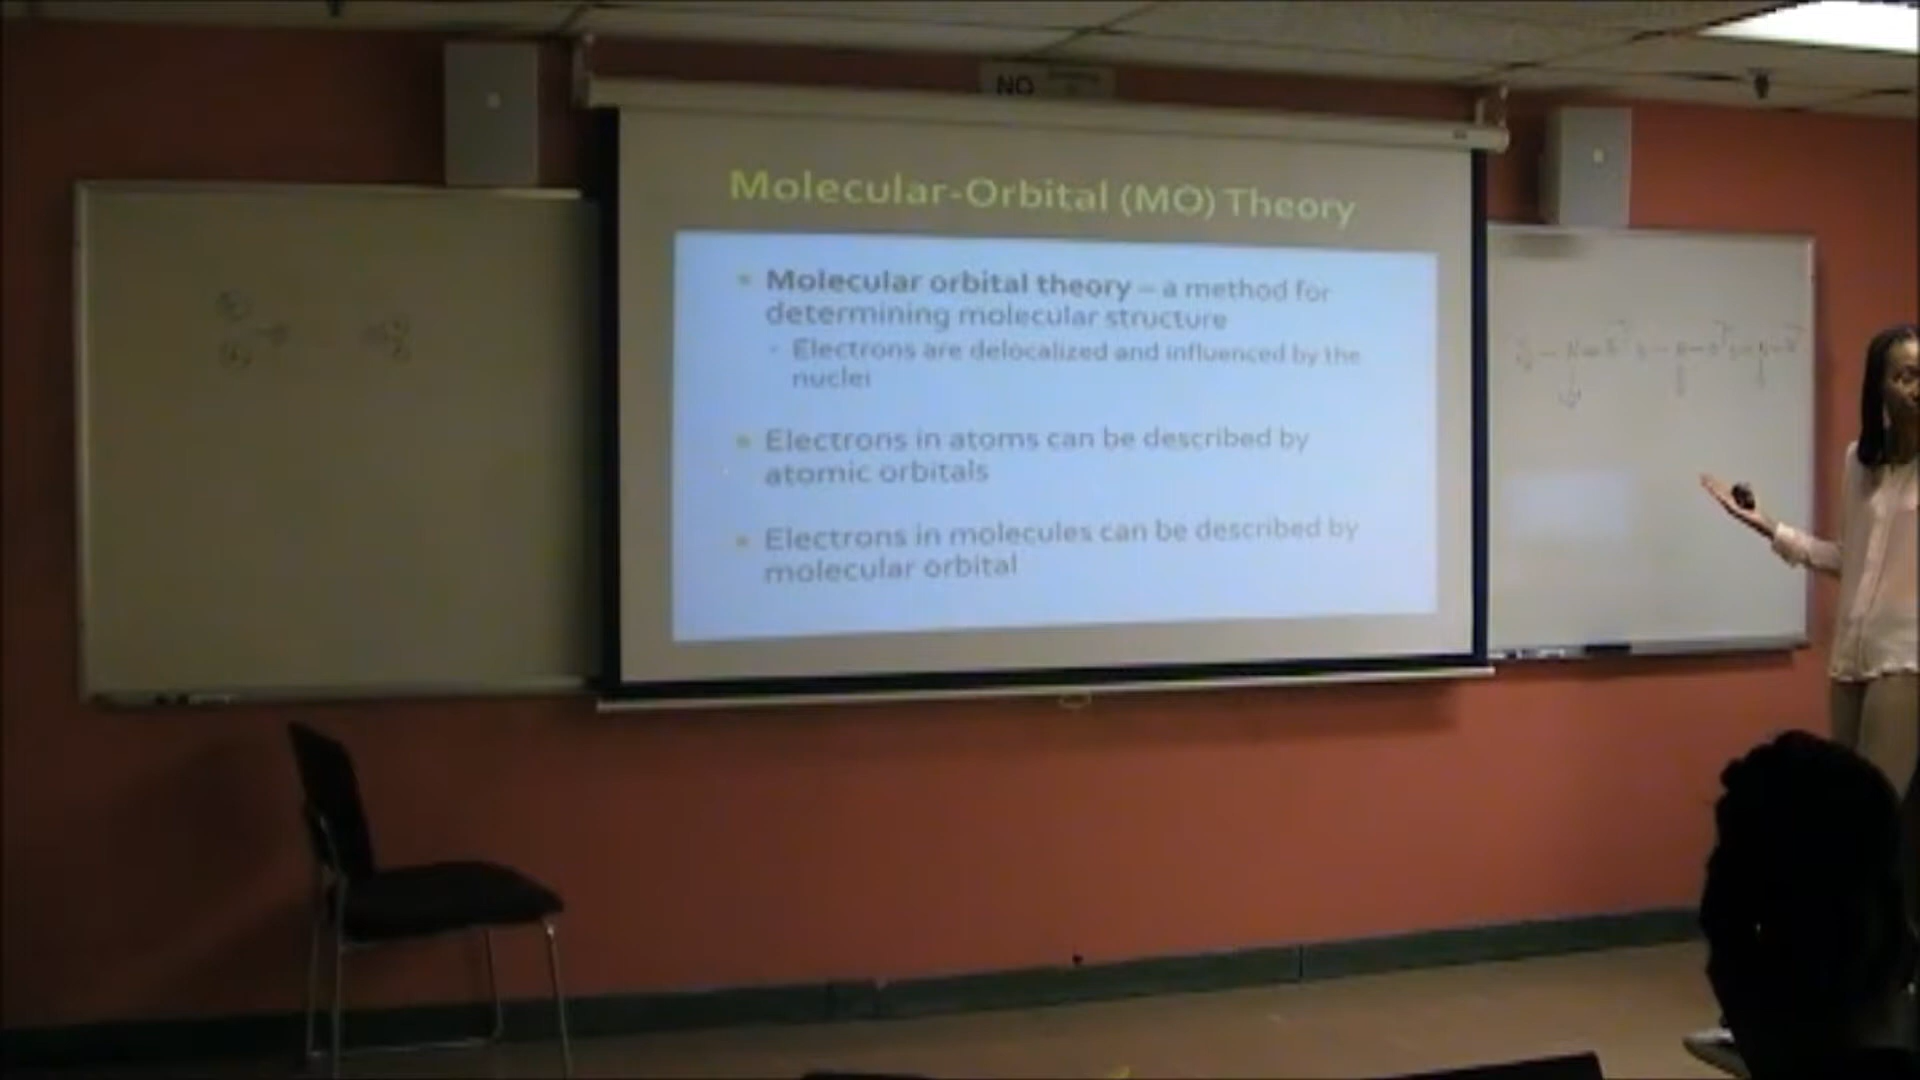 NO
Molecular-Orbital (MO) Theory
Molecular orbital theory – a method for
determining molecular structure
Electrons are delocalized and influenced by the
nuclei
Electrons in atoms can be described by
atomic orbitals
Electrons in molecules can be described by
molecular orbital